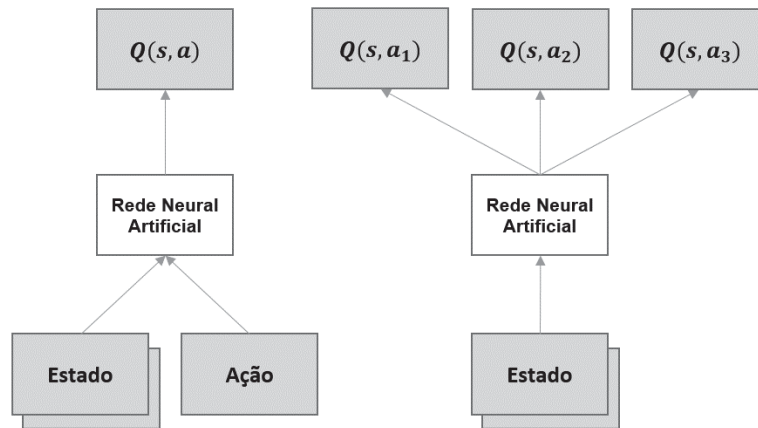 Q(s, a)
Q(s, a₁)
Q(s, a₂)
Q(s, a₃)
Rede Neural
Artificial
Rede Neural
Artificial
Estado
Ação
Estado